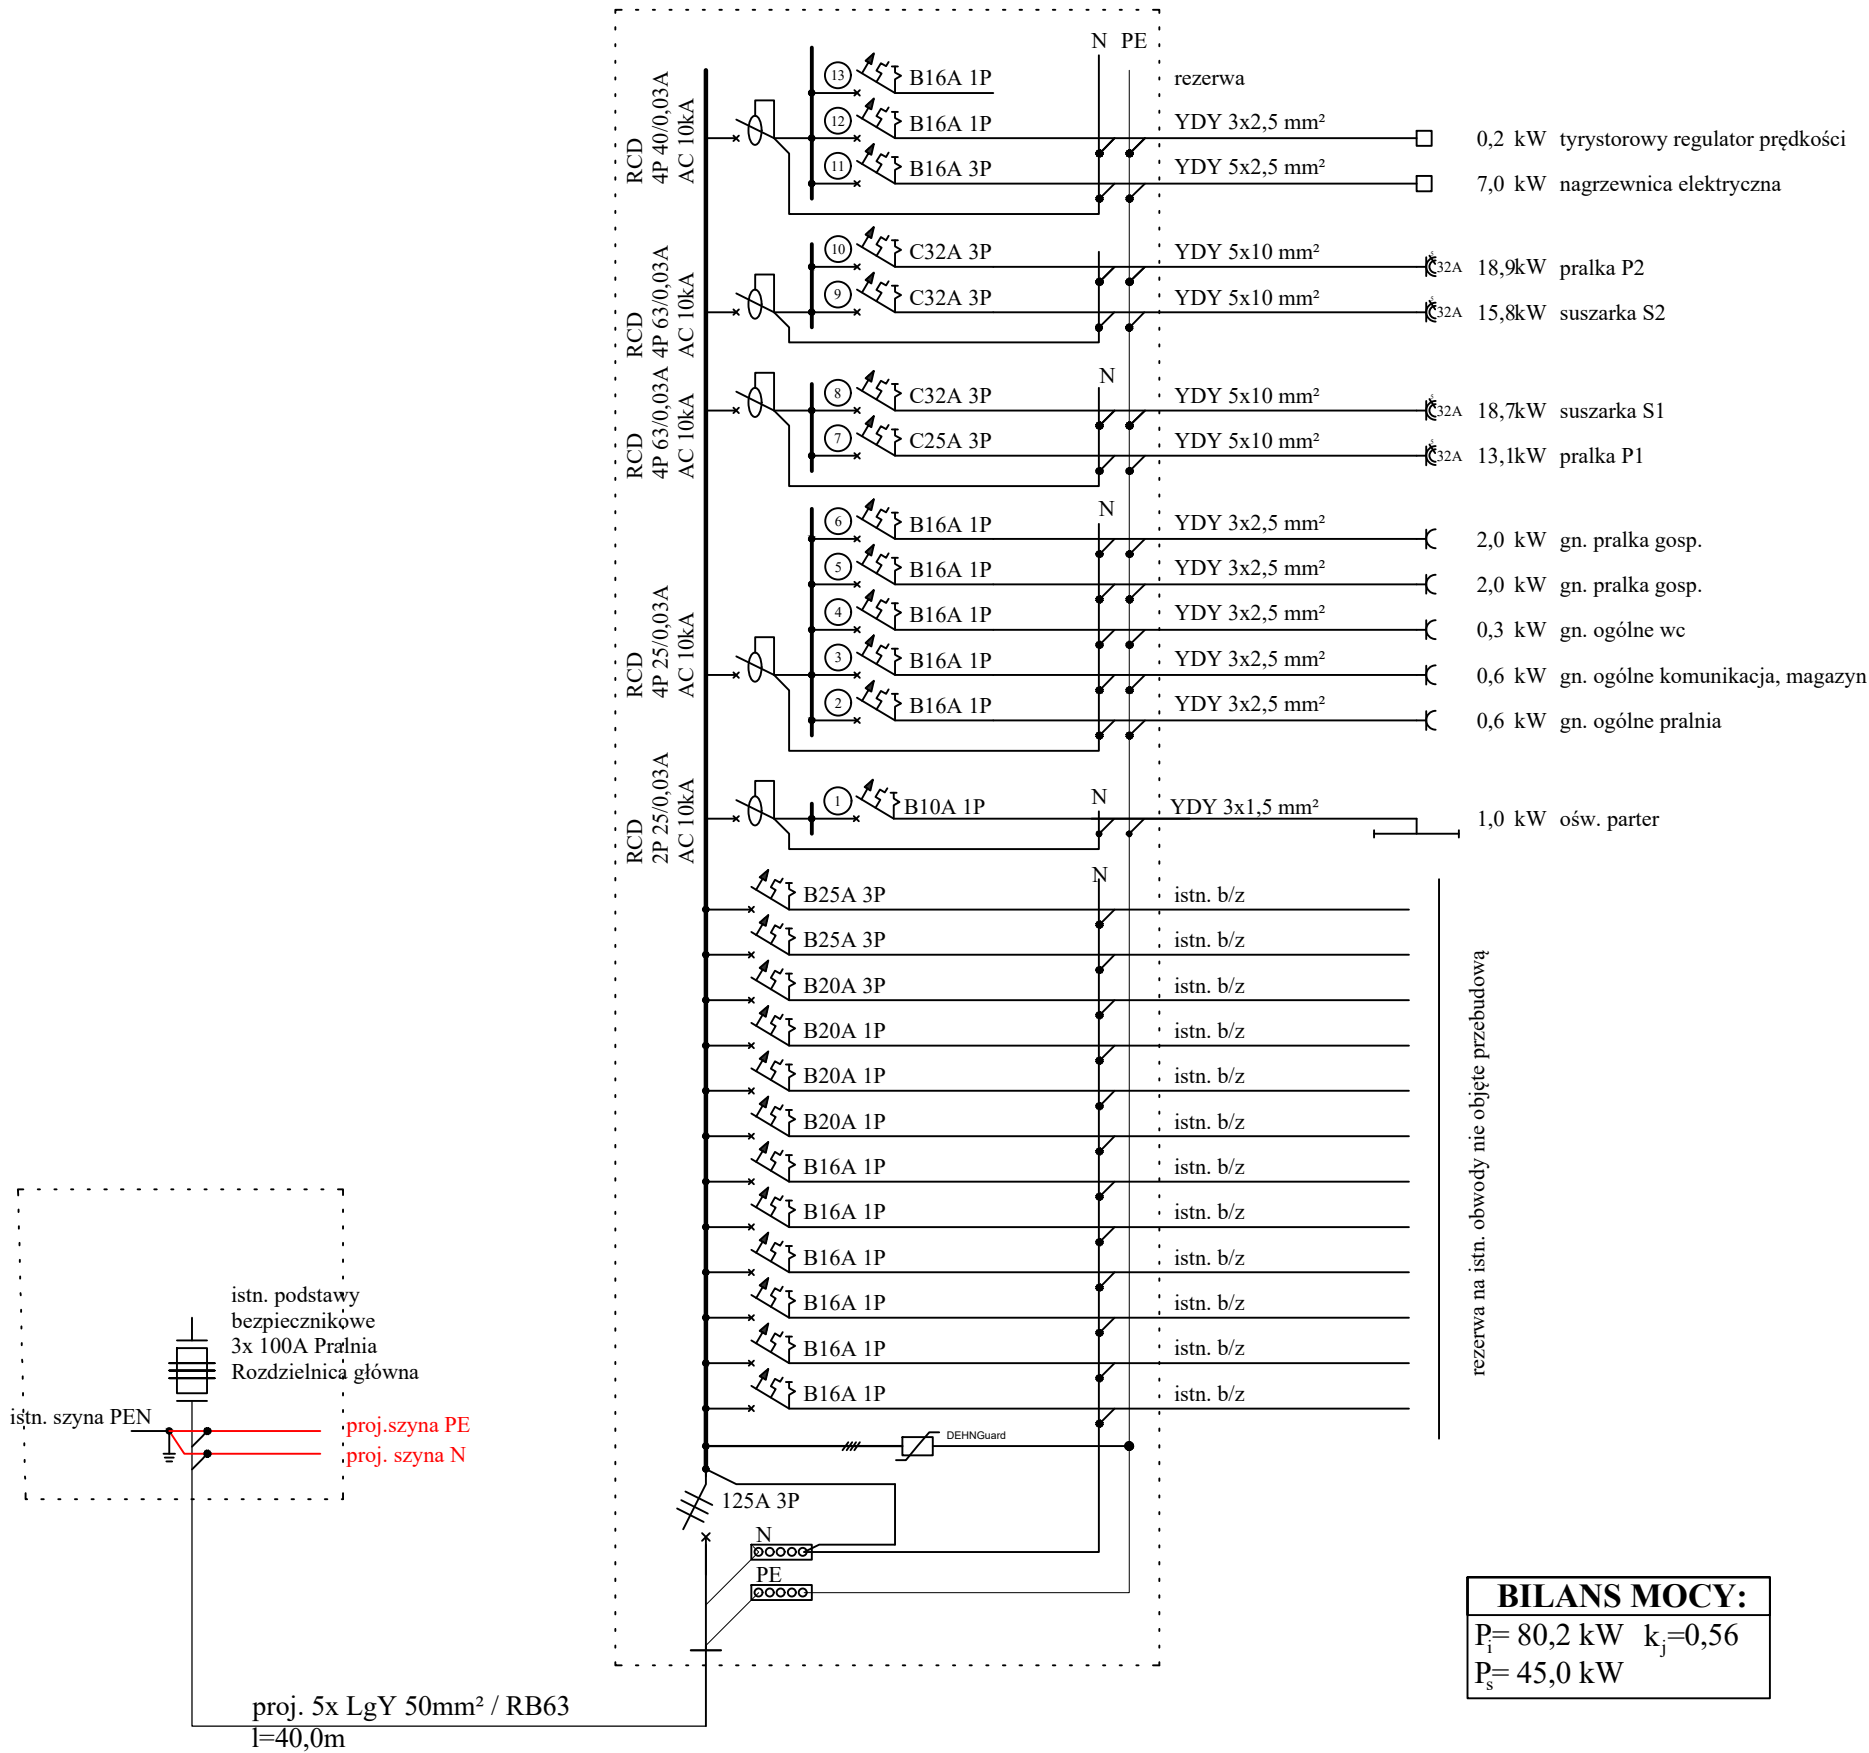 N PE
RCD
4P 40/0,03A
AC 10kA
13 B16A 1P rezerwa
12 B16A 1P YDY 3x2,5 mm² 0,2 kW tyrystorowy regulator prędkości
11 B16A 3P YDY 5x2,5 mm² 7,0 kW nagrzewnica elektryczna
RCD
4P 63/0,03A
AC 10kA
10 C32A 3P YDY 5x10 mm² 32A 18,9kW pralka P2
9 C32A 3P YDY 5x10 mm² 32A 15,8kW suszarka S2
RCD
4P 63/0,03A
AC 10kA
N
8 C32A 3P YDY 5x10 mm² 32A 18,7kW suszarka S1
7 C25A 3P YDY 5x10 mm² 32A 13,1kW pralka P1
RCD
4P 25/0,03A
AC 10kA
N
6 B16A 1P YDY 3x2,5 mm² 2,0 kW gn. pralka gosp.
5 B16A 1P YDY 3x2,5 mm² 2,0 kW gn. pralka gosp.
4 B16A 1P YDY 3x2,5 mm² 0,3 kW gn. ogólne wc
3 B16A 1P YDY 3x2,5 mm² 0,6 kW gn. ogólne komunikacja, magazyn
2 B16A 1P YDY 3x2,5 mm² 0,6 kW gn. ogólne pralnia
RCD
2P 25/0,03A
AC 10kA
N
1 B10A 1P YDY 3x1,5 mm² 1,0 kW ośw. parter
N
B25A 3P istn. b/z
B25A 3P istn. b/z
B20A 3P istn. b/z
B20A 1P istn. b/z
B20A 1P istn. b/z
B20A 1P istn. b/z
B16A 1P istn. b/z
B16A 1P istn. b/z
B16A 1P istn. b/z
B16A 1P istn. b/z
B16A 1P istn. b/z
B16A 1P istn. b/z
rezerwa na istn. obwody nie objęte przebudową
DEHNGuard
125A 3P
N
PE
istn. podstawy
bezpiecznikowe
3x 100A Pralnia
Rozdzielnica główna
istn. szyna PEN
proj.szyna PE
proj. szyna N
proj. 5x LgY 50mm² / RB63
l=40,0m
BILANS MOCY:
Pi= 80,2 kW kj=0,56
Ps= 45,0 kW